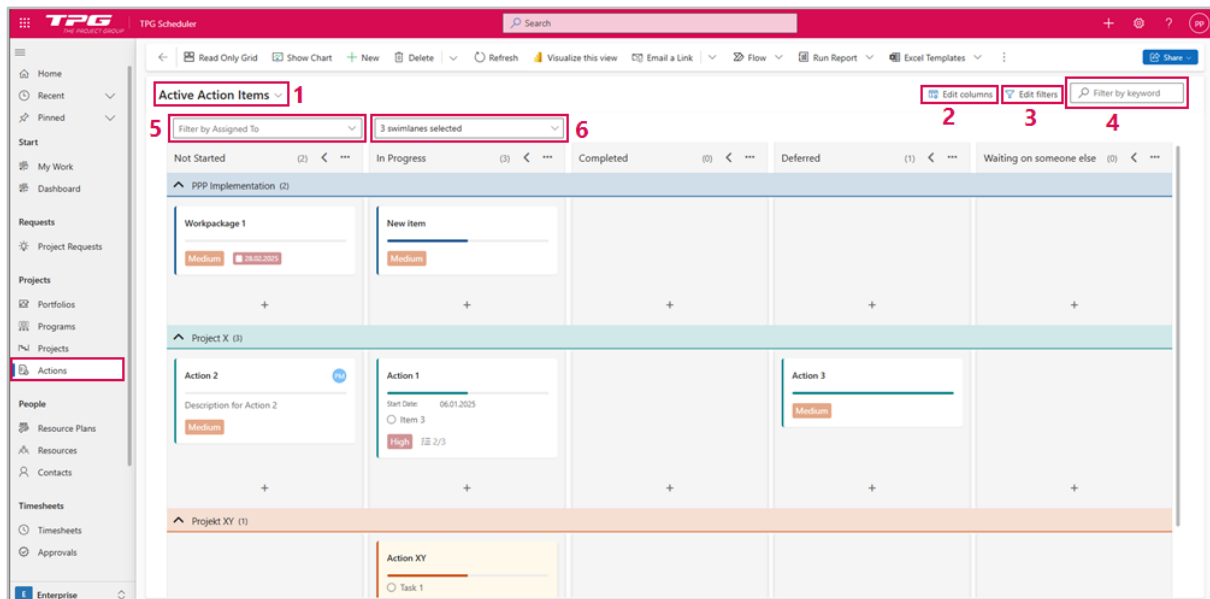 TPG
THE PROJECT GROUP
TPG Scheduler
Search
PP
Read Only Grid
Show Chart
New
Delete
Refresh
Visualize this view
Email a Link
Flow
Run Report
Excel Templates
Share
Home
Recent
Pinned
Start
My Work
Dashboard
Requests
Project Requests
Projects
Portfolios
Programs
Projects
Actions
People
Resource Plans
Resources
Contacts
Timesheets
Timesheets
Approvals
E Enterprise
Active Action Items
1
Edit columns
2
Edit filters
3
Filter by keyword
4
5
Filter by Assigned To
3 swimlanes selected
6
Not Started (2)
In Progress (3)
Completed (0)
Deferred (1)
Waiting on someone else (0)
PPP Implementation (2)
Workpackage 1
Medium 28.02.2025
New item
Medium
Project X (3)
Action 2 PM
Description for Action 2
Medium
Action 1
Start Date: 06.01.2025
Item 3
High 2/3
Action 3
Medium
Projekt XY (1)
Action XY
Task 1